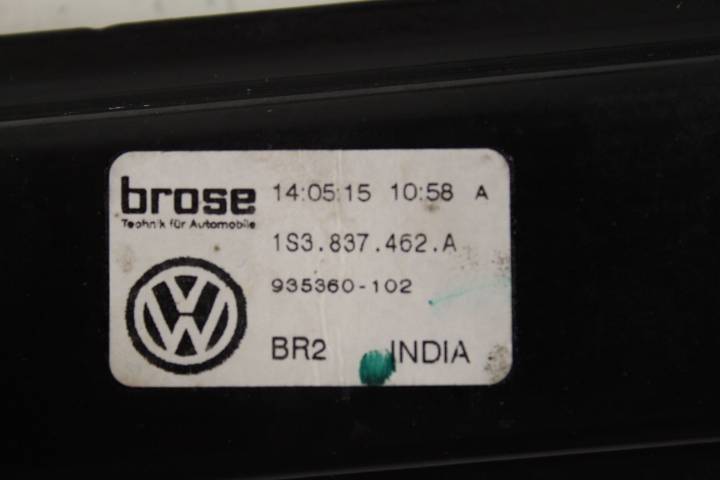 brose 14:05:15 10:58 A
Technik für Automobile
1S3.837.462.A
935360-102
BR2 INDIA